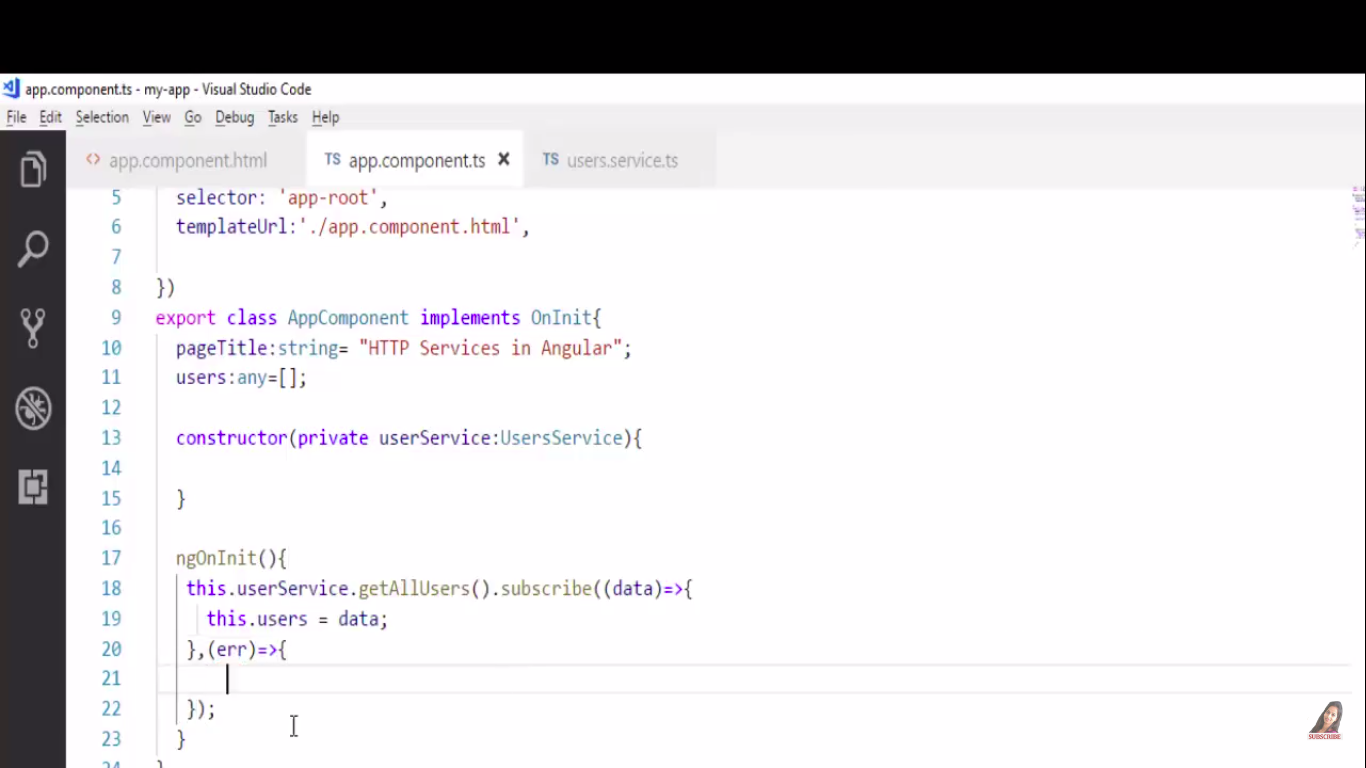 app.component.ts - my-app - Visual Studio Code
File Edit Selection View Go Debug Tasks Help
<> app.component.html TS app.component.ts × TS users.service.ts
5 selector: 'app-root',
6 templateUrl:'./app.component.html',
7
8 })
9 export class AppComponent implements OnInit{
10 pageTitle:string= "HTTP Services in Angular";
11 users:any=[];
12
13 constructor(private userService:UsersService){
14
15 }
16
17 ngOnInit(){
18 this.userService.getAllUsers().subscribe((data)=>{
19 this.users = data;
20 },(err)=>{
21
22 });
23 }
24 }
SUBSCRIBE